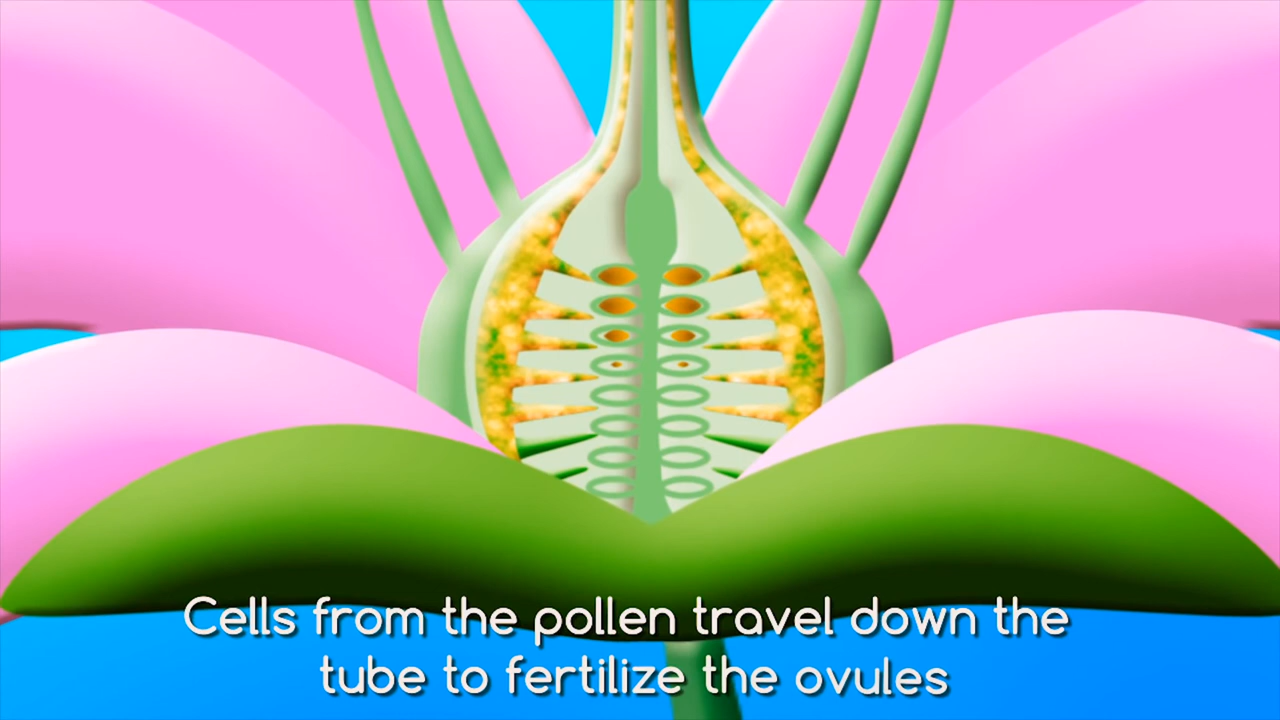 Cells from the pollen travel down the
tube to fertilize the ovules